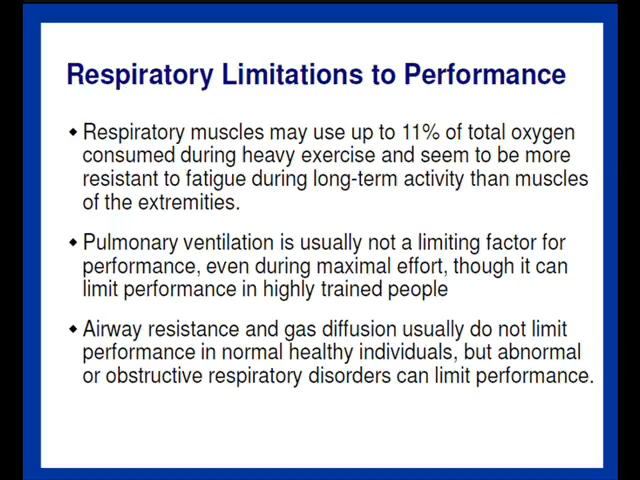 Respiratory Limitations to Performance
◆ Respiratory muscles may use up to 11% of total oxygen
consumed during heavy exercise and seem to be more
resistant to fatigue during long-term activity than muscles
of the extremities.
◆ Pulmonary ventilation is usually not a limiting factor for
performance, even during maximal effort, though it can
limit performance in highly trained people
◆ Airway resistance and gas diffusion usually do not limit
performance in normal healthy individuals, but abnormal
or obstructive respiratory disorders can limit performance.